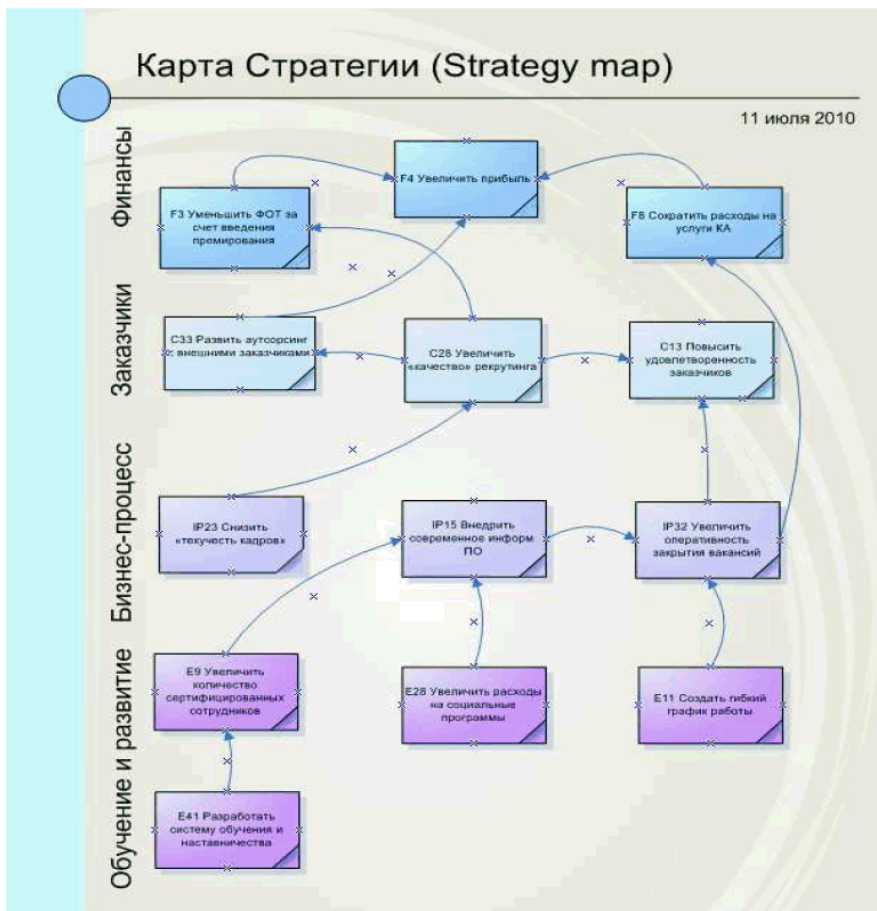 Карта Стратегии (Strategy map)
11 июля 2010
Финансы
F4 Увеличить прибыль
F3 Уменьшить ФОТ за
счет введения
премирования
F8 Сократить расходы на
услуги КА
Заказчики
C33 Развить аутсорсинг
с внешними заказчиками
C28 Увеличить
«качество» рекрутинга
C13 Повысить
удовлетворенность
заказчиков
Бизнес-процесс
IP23 Снизить
«текучесть кадров»
IP15 Внедрить
современное информ
ПО
IP32 Увеличить
оперативность
закрытия вакансий
Обучение и развитие
E9 Увеличить
количество
сертифицированных
сотрудников
E28 Увеличить расходы
на социальные
программы
E11 Создать гибкий
график работы
E41 Разработать
систему обучения и
наставничества